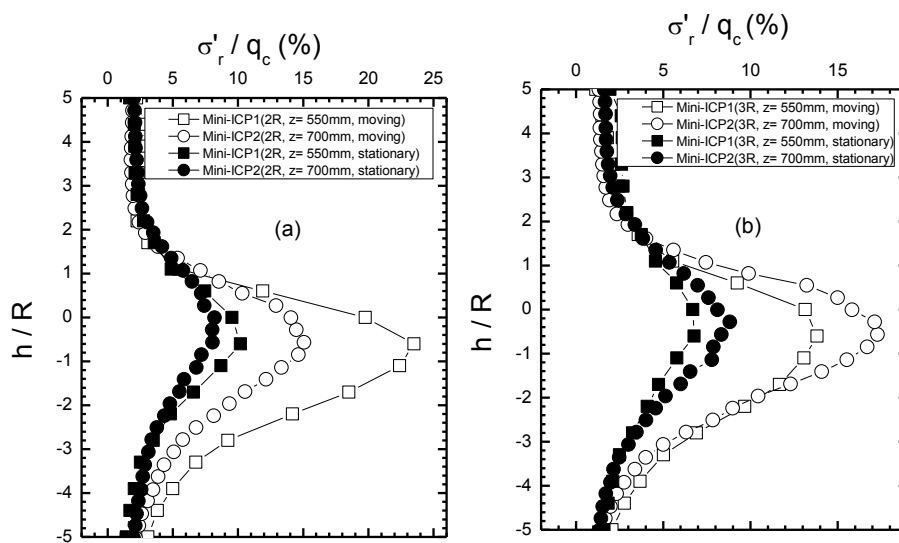 σ'r / qc (%)
0 5 10 15 20 25
5
4
3
2
1
0
-1
-2
-3
-4
-5
h / R
Mini-ICP1(2R, z= 550mm, moving)
Mini-ICP2(2R, z= 700mm, moving)
Mini-ICP1(2R, z= 550mm, stationary)
Mini-ICP2(2R, z= 700mm, stationary)
(a)
σ'r / qc (%)
0 5 10 15
5
4
3
2
1
0
-1
-2
-3
-4
-5
h / R
Mini-ICP1(3R, z= 550mm, moving)
Mini-ICP2(3R, z= 700mm, moving)
Mini-ICP1(3R, z= 550mm, stationary)
Mini-ICP2(3R, z= 700mm, stationary)
(b)